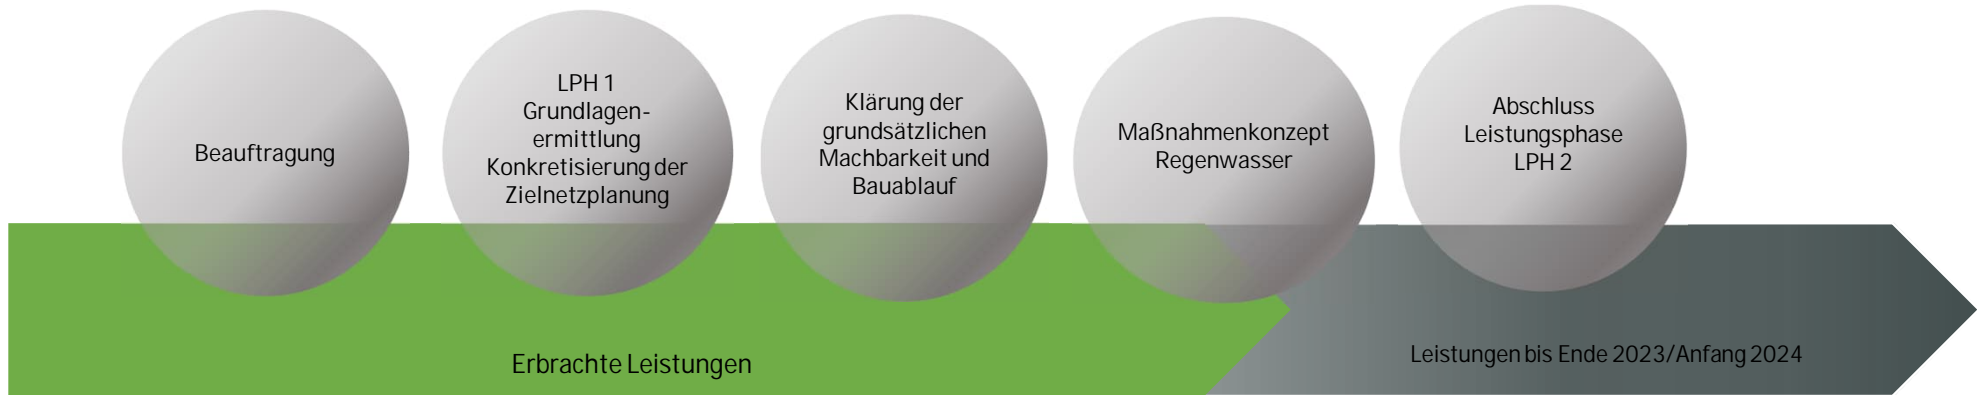 Beauftragung
LPH 1
Grundlagen-
ermittlung
Konkretisierung der
Zielnetzplanung
Klärung der
grundsätzlichen
Machbarkeit und
Bauablauf
Maßnahmenkonzept
Regenwasser
Abschluss
Leistungsphase
LPH 2
Erbrachte Leistungen
Leistungen bis Ende 2023/Anfang 2024